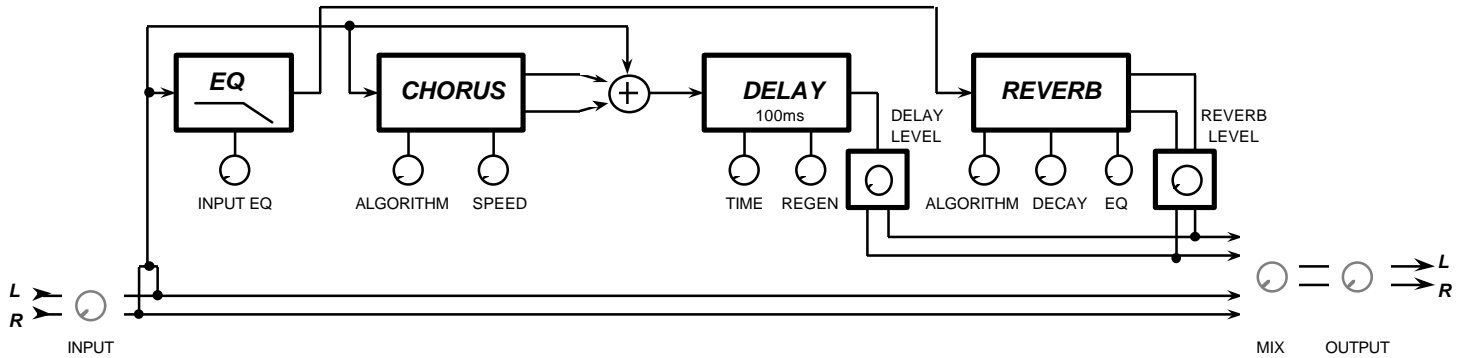 EQ
CHORUS
+
DELAY
100ms
REVERB
DELAY
LEVEL
REVERB
LEVEL
INPUT EQ
ALGORITHM
SPEED
TIME
REGEN
ALGORITHM
DECAY
EQ
L
R
INPUT
L
R
MIX
OUTPUT